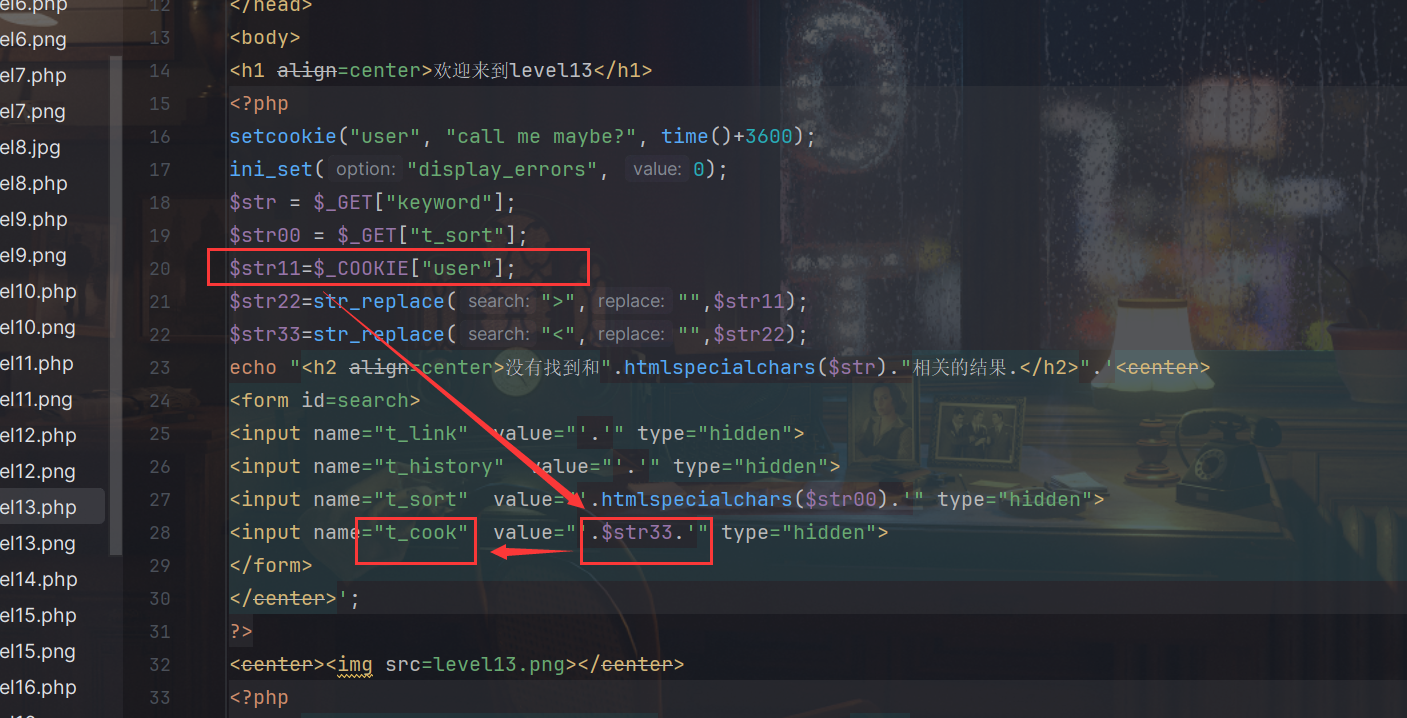 el6.php
el6.png
el7.php
el7.png
el8.jpg
el8.php
el9.php
el9.png
el10.php
el10.png
el11.php
el11.png
el12.php
el12.png
el13.php
el13.png
el14.php
el15.php
el15.png
el16.php
12 </head>
13 <body>
14 <h1 align=center>欢迎来到level13</h1>
15 <?php
16 setcookie("user", "call me maybe?", time()+3600);
17 ini_set( option: "display_errors", value: 0);
18 $str = $_GET["keyword"];
19 $str00 = $_GET["t_sort"];
20 $str11=$_COOKIE["user"];
21 $str22=str_replace( search: ">", replace: "",$str11);
22 $str33=str_replace( search: "<", replace: "",$str22);
23 echo "<h2 align=center>没有找到和".htmlspecialchars($str)."相关的结果.</h2>".'<center>
24 <form id=search>
25 <input name="t_link"  value="'.'" type="hidden">
26 <input name="t_history"  value="'.'" type="hidden">
27 <input name="t_sort"  value="'.htmlspecialchars($str00).'" type="hidden">
28 <input name="t_cook"  value="'.$str33.'" type="hidden">
29 </form>
30 </center>';
31 ?>
32 <center><img src=level13.png></center>
33 <?php